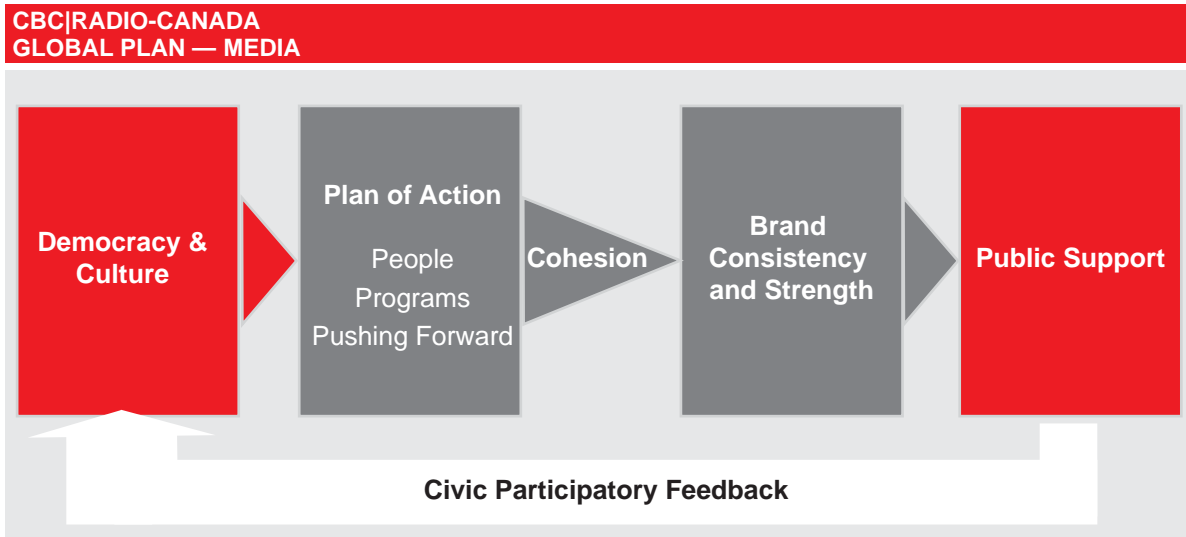 CBC|RADIO-CANADA
GLOBAL PLAN — MEDIA
Democracy &
Culture
Plan of Action
People
Programs
Pushing Forward
Cohesion
Brand
Consistency
and Strength
Public Support
Civic Participatory Feedback